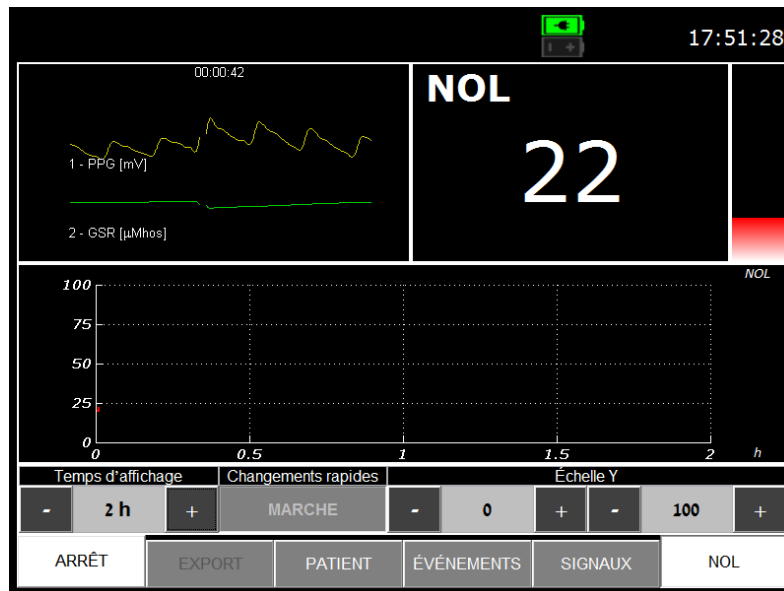 17:51:28
00:00:42
1 - PPG [mV]
2 - GSR [µMhos]
NOL
22
NOL
100
75
50
25
0
0 0.5 1 1.5 2 h
Temps d'affichage Changements rapides Échelle Y
- 2 h + MARCHE - 0 + - 100 +
ARRÊT EXPORT PATIENT ÉVÉNEMENTS SIGNAUX NOL